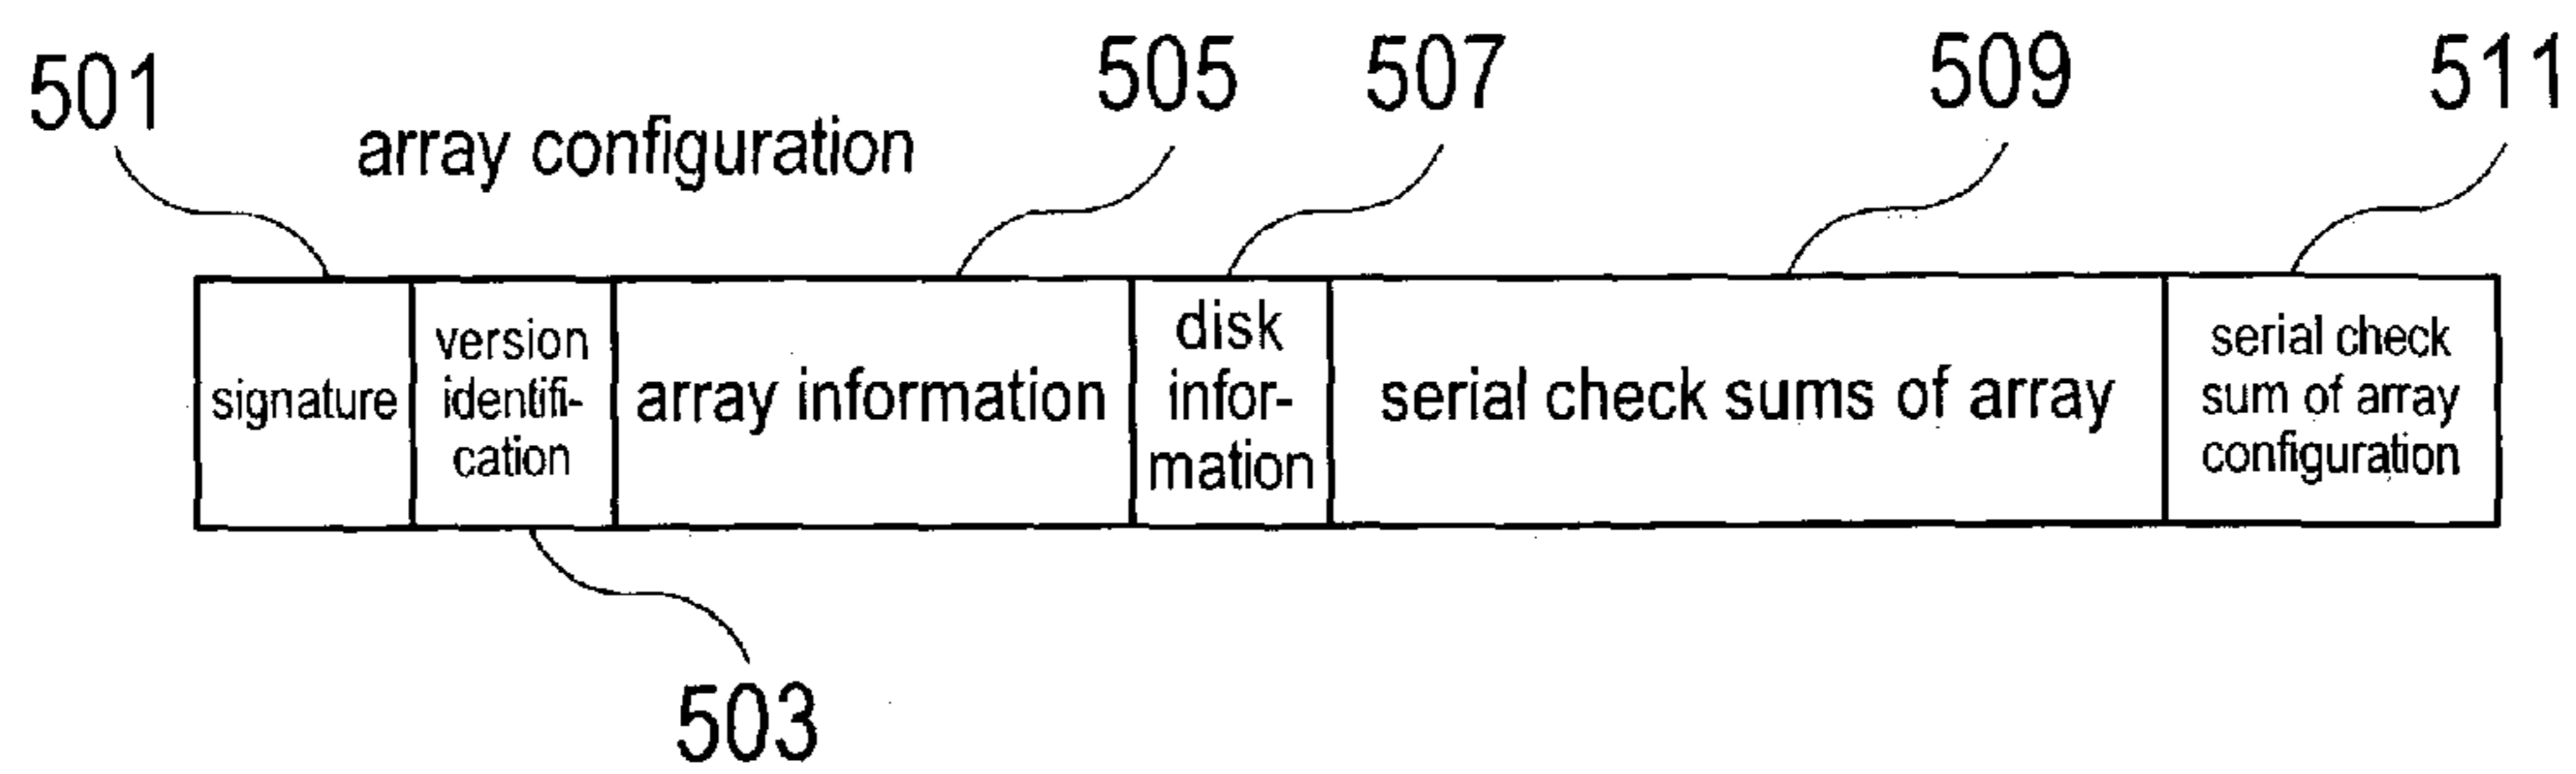 501
array configuration
505
507
509
511
signature
version
identifi-
cation
array information
disk
infor-
mation
serial check sums of array
serial check
sum of array
configuration
503